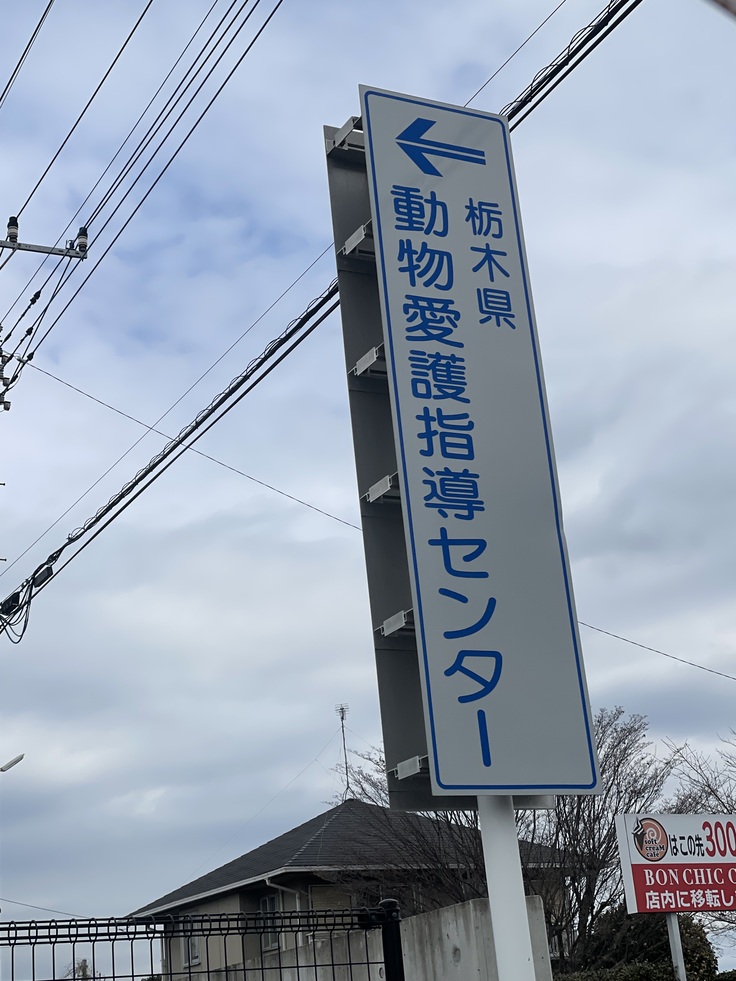 栃木県
動物愛護指導センター
soft
creaM
cafe
はこの先300
BON CHIC
店内に移転し